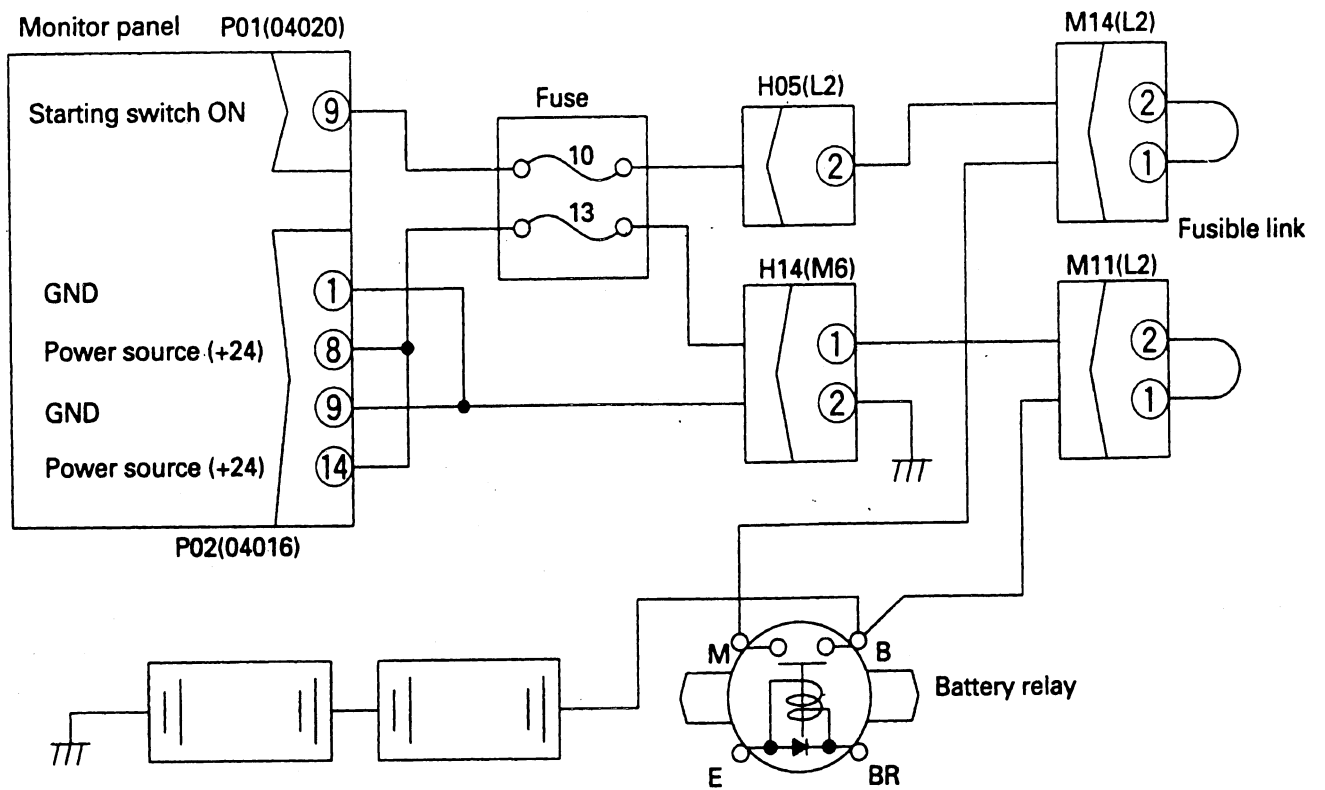 Monitor panel P01(04020)
M14(L2)
Starting switch ON 9
Fuse
H05(L2)
2
10
2
1
13
Fusible link
H14(M6)
M11(L2)
GND 1
Power source (+24) 8
1
2
GND 9
2
1
Power source (+24) 14
P02(04016)
M
B
Battery relay
E
BR